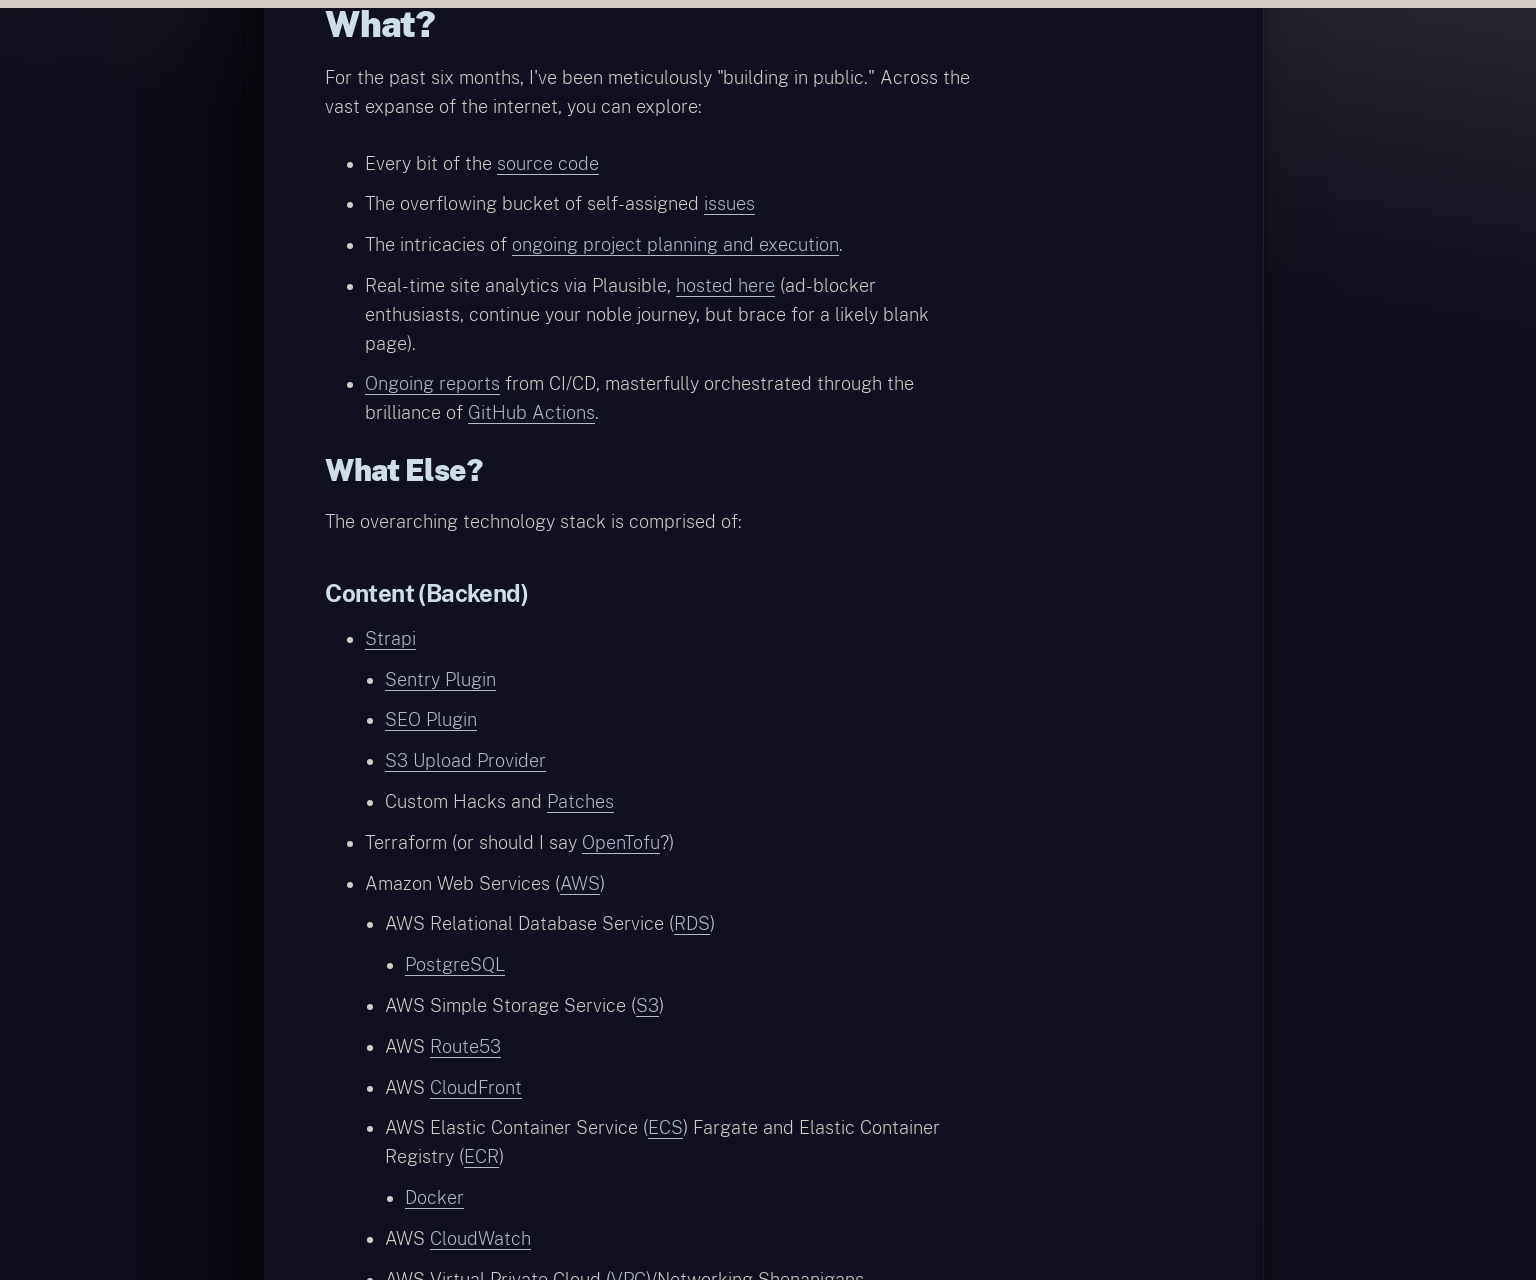 What?
For the past six months, I've been meticulously "building in public." Across the
vast expanse of the internet, you can explore:
Every bit of the source code
The overflowing bucket of self-assigned issues
The intricacies of ongoing project planning and execution.
Real-time site analytics via Plausible, hosted here (ad-blocker
enthusiasts, continue your noble journey, but brace for a likely blank
page).
Ongoing reports from CI/CD, masterfully orchestrated through the
brilliance of GitHub Actions.
What Else?
The overarching technology stack is comprised of:
Content (Backend)
Strapi
Sentry Plugin
SEO Plugin
S3 Upload Provider
Custom Hacks and Patches
Terraform (or should I say OpenTofu?)
Amazon Web Services (AWS)
AWS Relational Database Service (RDS)
PostgreSQL
AWS Simple Storage Service (S3)
AWS Route53
AWS CloudFront
AWS Elastic Container Service (ECS) Fargate and Elastic Container
Registry (ECR)
Docker
AWS CloudWatch
AWS Virtual Private Cloud (VPC)/Networking Shenanigans